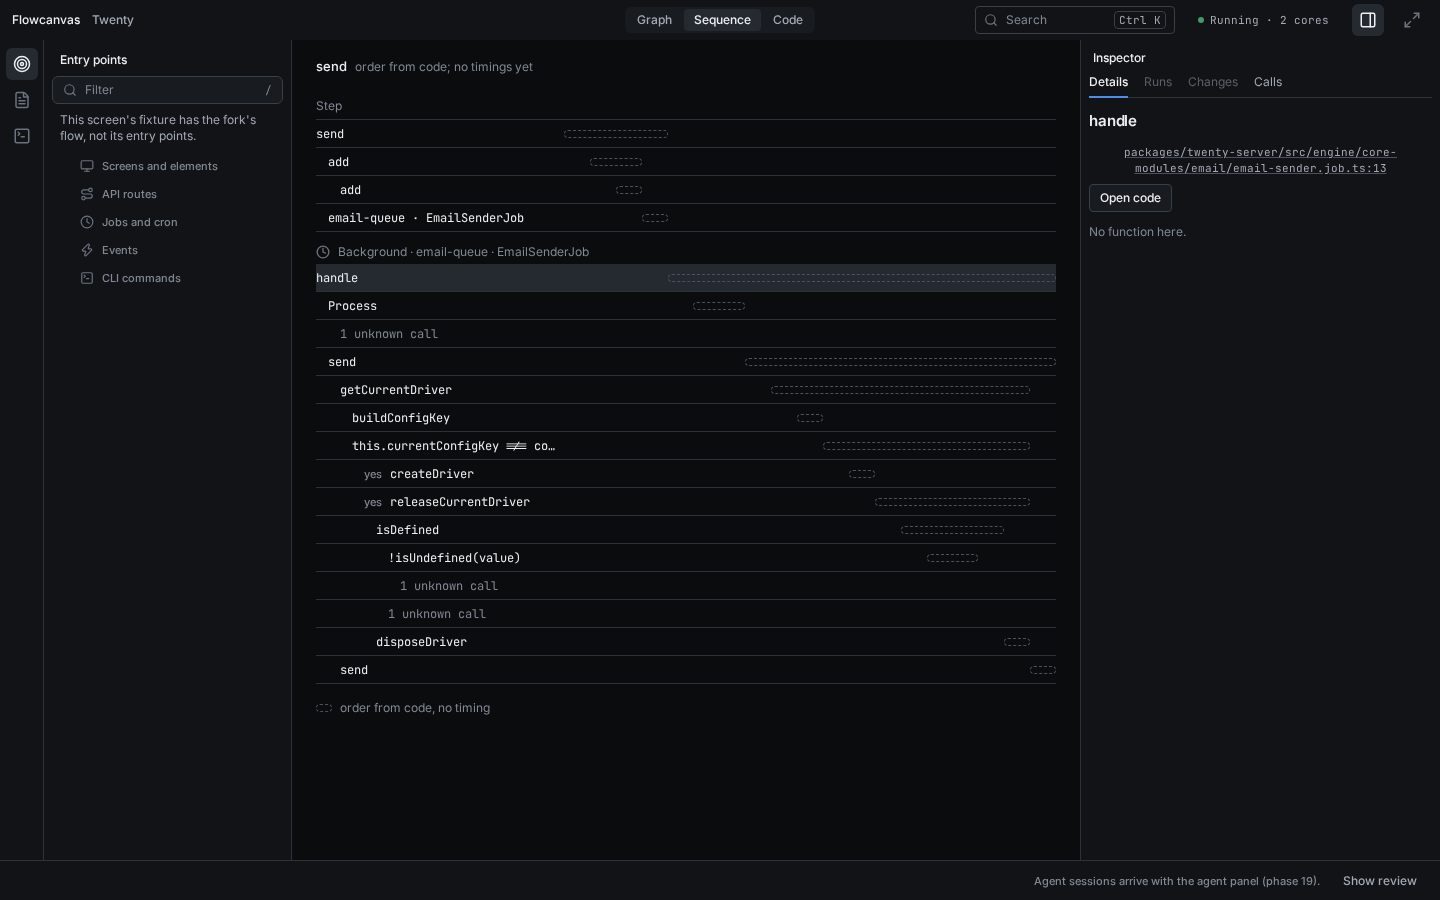 Flowcanvas Twenty
Graph Sequence Code
Search Ctrl K
Running · 2 cores
Entry points
Filter /
This screen's fixture has the fork's
flow, not its entry points.
Screens and elements
API routes
Jobs and cron
Events
CLI commands
send order from code; no timings yet
Step
send
add
add
email-queue · EmailSenderJob
Background · email-queue · EmailSenderJob
handle
Process
1 unknown call
send
getCurrentDriver
buildConfigKey
this.currentConfigKey !== co…
yes createDriver
yes releaseCurrentDriver
isDefined
!isUndefined(value)
1 unknown call
1 unknown call
disposeDriver
send
order from code, no timing
Inspector
Details Runs Changes Calls
handle
packages/twenty-server/src/engine/core-
modules/email/email-sender.job.ts:13
Open code
No function here.
Agent sessions arrive with the agent panel (phase 19). Show review